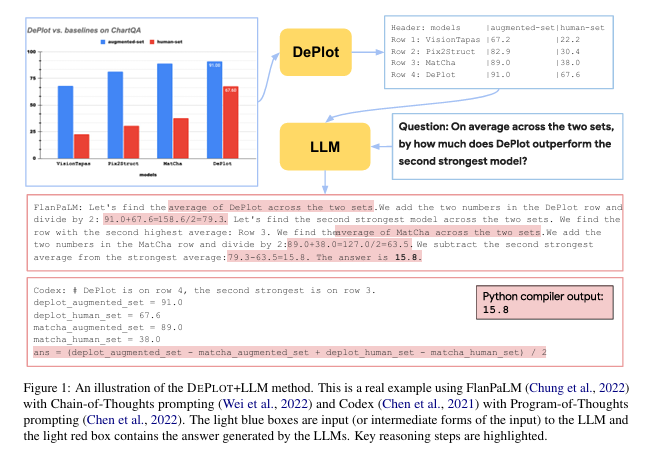 DePlot vs. baselines on ChartQA
augmented-set human-set
100
75
50
25
0
91.00
67.60
VisionTapas Pix2Struct MatCha DePlot
models
DePlot
Header: models |augmented-set|human-set
Row 1: VisionTapas |67.2 |22.2
Row 2: Pix2Struct |82.9 |30.4
Row 3: MatCha |89.0 |38.0
Row 4: DePlot |91.0 |67.6
LLM
Question: On average across the two sets,
by how much does DePlot outperform the
second strongest model?
FlanPaLM: Let's find the average of DePlot across the two sets.We add the two numbers in the DePlot row and
divide by 2: 91.0+67.6=158.6/2=79.3. Let's find the second strongest model across the two sets. We find the
row with the second highest average: Row 3. We find the average of MatCha across the two sets.We add the
two numbers in the MatCha row and divide by 2:89.0+38.0=127.0/2=63.5. We subtract the second strongest
average from the strongest average:79.3-63.5=15.8. The answer is 15.8.
Codex: # DePlot is on row 4, the second strongest is on row 3.
deplot_augmented_set = 91.0
deplot_human_set = 67.6
matcha_augmented_set = 89.0
matcha_human_set = 38.0
ans = (deplot_augmented_set - matcha_augmented_set + deplot_human_set - matcha_human_set) / 2
Python compiler output:
15.8
Figure 1: An illustration of the DEPLOT+LLM method. This is a real example using FlanPaLM (Chung et al., 2022)
with Chain-of-Thoughts prompting (Wei et al., 2022) and Codex (Chen et al., 2021) with Program-of-Thoughts
prompting (Chen et al., 2022). The light blue boxes are input (or intermediate forms of the input) to the LLM and
the light red box contains the answer generated by the LLMs. Key reasoning steps are highlighted.